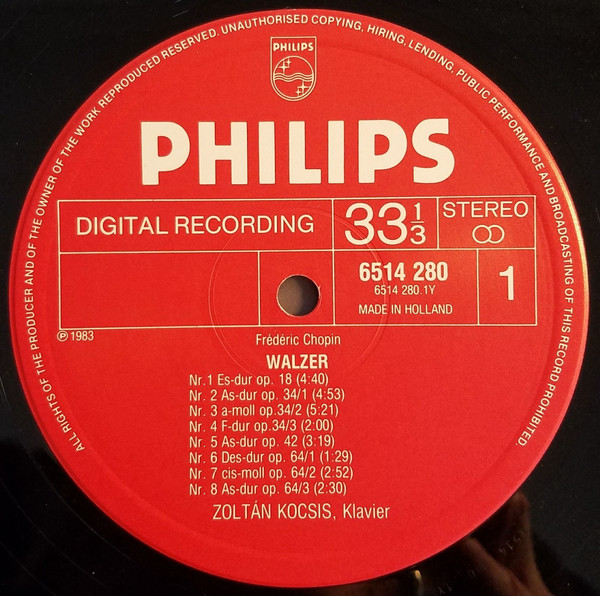 ALL RIGHTS OF THE PRODUCER AND OF THE OWNER OF THE WORK REPRODUCED RESERVED. UNAUTHORISED COPYING, HIRING, LENDING, PUBLIC PERFORMANCE AND BROADCASTING OF THIS RECORD PROHIBITED.
PHILIPS
PHILIPS
DIGITAL RECORDING
33 1/3
STEREO
6514 280
6514 280.1Y
MADE IN HOLLAND
1
℗ 1983
Frédéric Chopin
WALZER
Nr.1 Es-dur op. 18 (4:40)
Nr. 2 As-dur op. 34/1 (4:53)
Nr. 3 a-moll op.34/2 (5:21)
Nr. 4 F-dur op.34/3 (2:00)
Nr. 5 As-dur op. 42 (3:19)
Nr. 6 Des-dur op. 64/1 (1:29)
Nr. 7 cis-moll op. 64/2 (2:52)
Nr. 8 As-dur op. 64/3 (2:30)
ZOLTÁN KOCSIS, Klavier